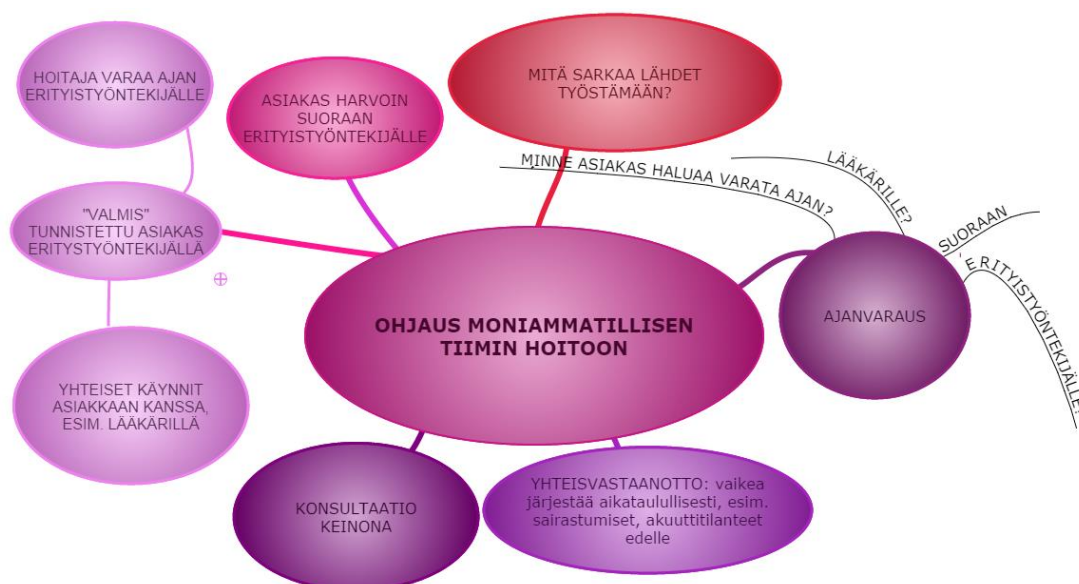 HOITAJA VARAA AJAN
ERITYISTYÖNTEKIJÄLLE
ASIAKAS HARVOIN
SUORAAN
ERITYISTYÖNTEKIJÄLLE
MITÄ SARKAA LÄHDET
TYÖSTÄMÄÄN?
MINNE ASIAKAS HALUAA VARATA AJAN?
LÄÄKÄRILLE?
SUORAAN
ERITYISTYÖNTEKIJÄLLE?
"VALMIS"
TUNNISTETTU ASIAKAS
ERITYSTYÖNTEKIJÄLLÄ
OHJAUS MONIAMMATILLISEN
TIIMIN HOITOON
AJANVARAUS
YHTEISET KÄYNNIT
ASIAKKAAN KANSSA,
ESIM. LÄÄKÄRILLÄ
KONSULTAATIO
KEINONA
YHTEISVASTAANOTTO: vaikea
järjestää aikataulullisesti, esim.
sairastumiset, akuuttitilanteet
edelle